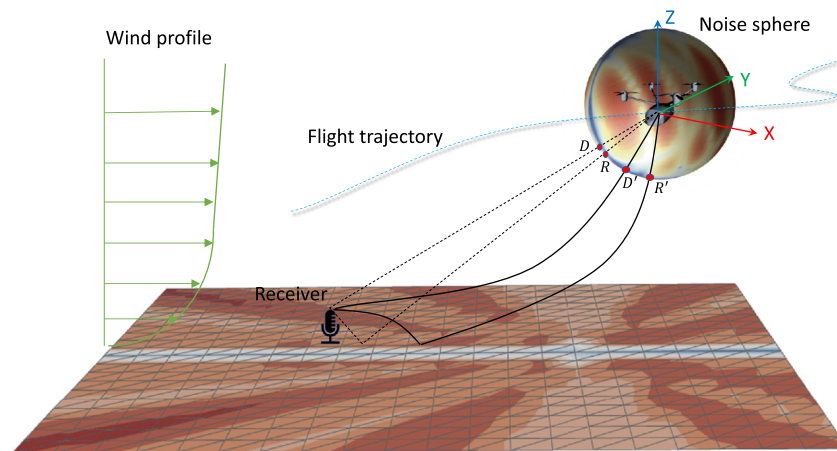 Wind profile
Z
Noise sphere
Y
X
Flight trajectory
D
R
D′
R′
Receiver